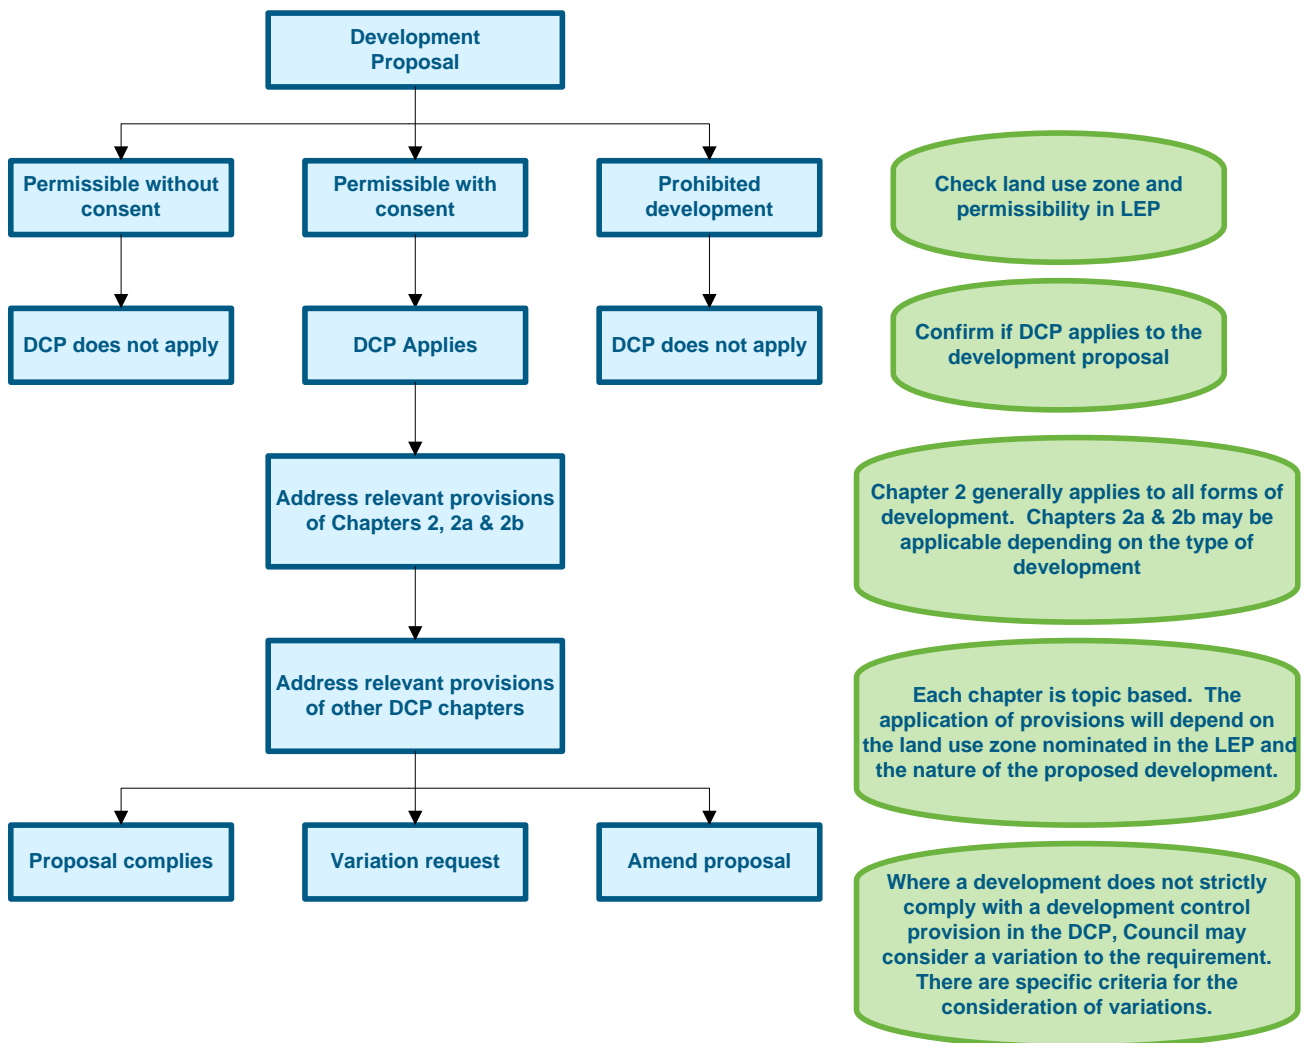 Development
Proposal
Permissible without
consent
Permissible with
consent
Prohibited
development
Check land use zone and
permissibility in LEP
DCP does not apply
DCP Applies
DCP does not apply
Confirm if DCP applies to the
development proposal
Address relevant provisions
of Chapters 2, 2a & 2b
Chapter 2 generally applies to all forms of
development.  Chapters 2a & 2b may be
applicable depending on the type of
development
Address relevant provisions
of other DCP chapters
Each chapter is topic based.  The
application of provisions will depend on
the land use zone nominated in the LEP and
the nature of the proposed development.
Proposal complies
Variation request
Amend proposal
Where a development does not strictly
comply with a development control
provision in the DCP, Council may
consider a variation to the requirement.
There are specific criteria for the
consideration of variations.